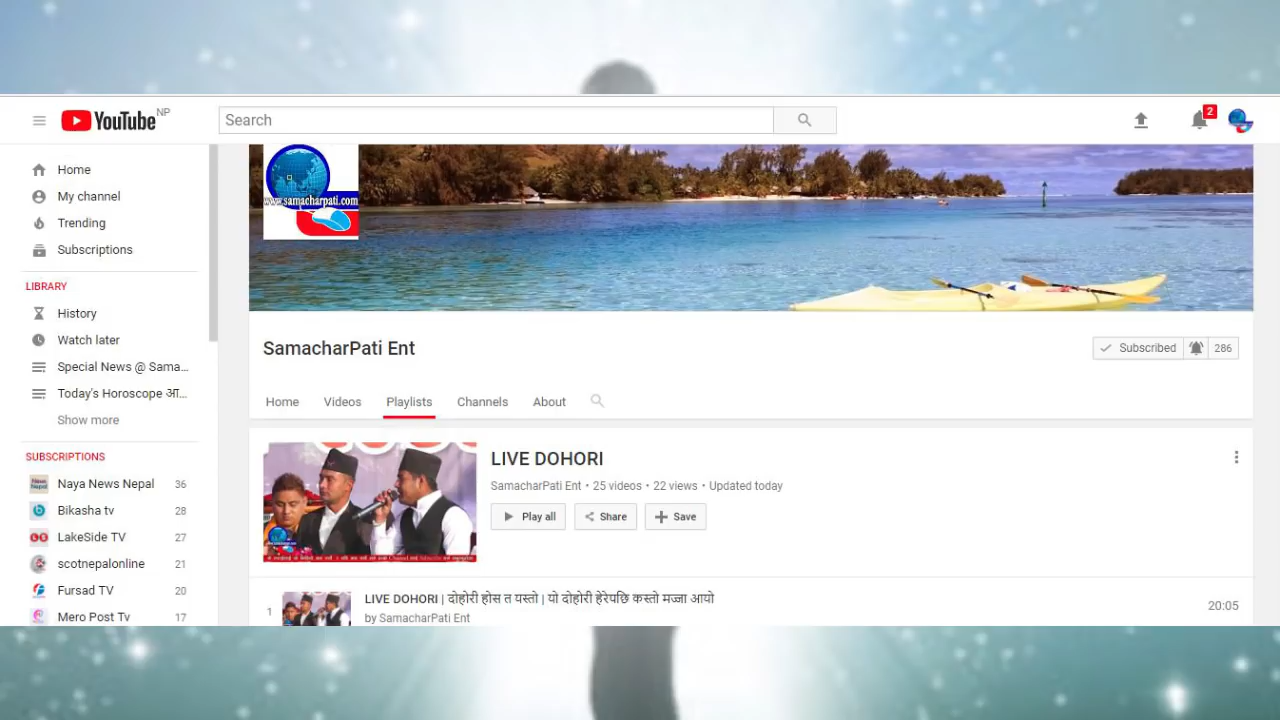 YouTube NP
Search
2
Home
My channel
Trending
Subscriptions
LIBRARY
History
Watch later
Special News @ Sama...
Today's Horoscope आ...
Show more
SUBSCRIPTIONS
Naya News Nepal 36
Bikasha tv 28
LakeSide TV 27
scotnepalonline 21
Fursad TV 20
Mero Post Tv 17
www.samacharpati.com
SamacharPati Ent
Subscribed 286
Home Videos Playlists Channels About
LIVE DOHORI
SamacharPati Ent • 25 videos • 22 views • Updated today
Play all Share Save
1 LIVE DOHORI | दोहोरी होस त यस्तो | यो दोहोरी हेरेपछि कस्तो मज्जा आयो 20:05
by SamacharPati Ent